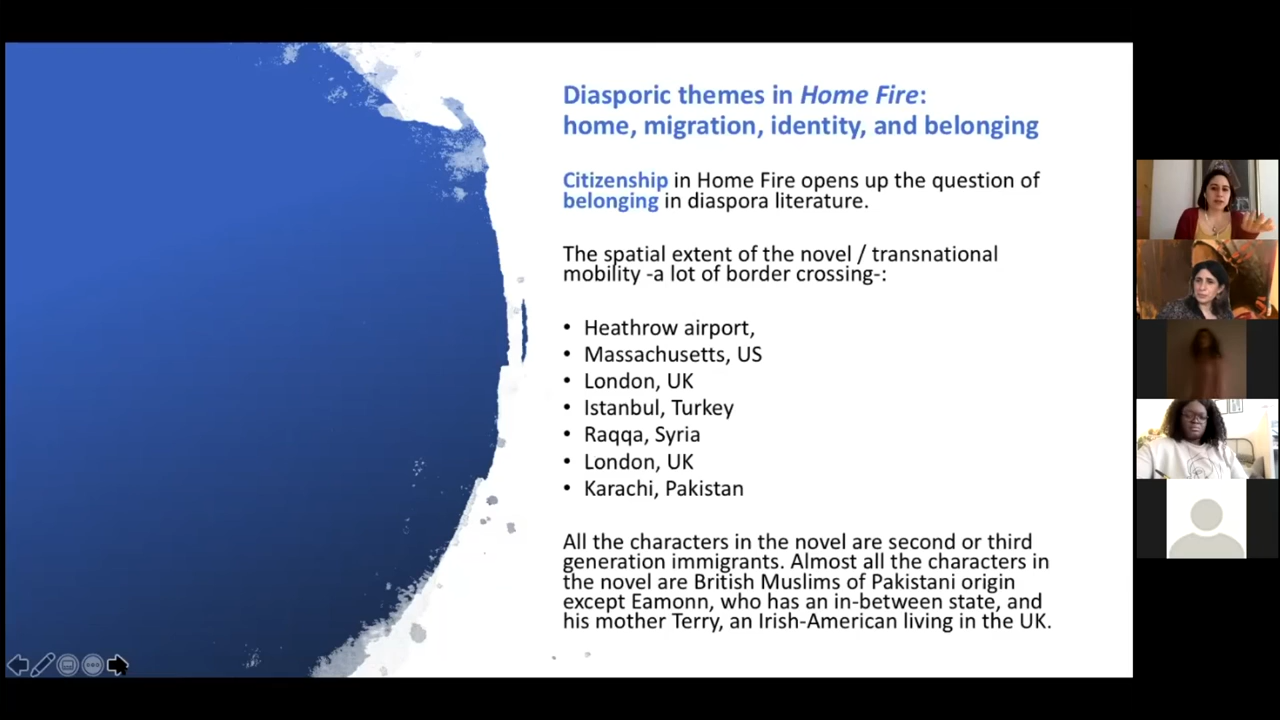 Diasporic themes in Home Fire:
home, migration, identity, and belonging
Citizenship in Home Fire opens up the question of
belonging in diaspora literature.
The spatial extent of the novel / transnational
mobility -a lot of border crossing-:
• Heathrow airport,
• Massachusetts, US
• London, UK
• Istanbul, Turkey
• Raqqa, Syria
• London, UK
• Karachi, Pakistan
All the characters in the novel are second or third
generation immigrants. Almost all the characters in
the novel are British Muslims of Pakistani origin
except Eamonn, who has an in-between state, and
his mother Terry, an Irish-American living in the UK.